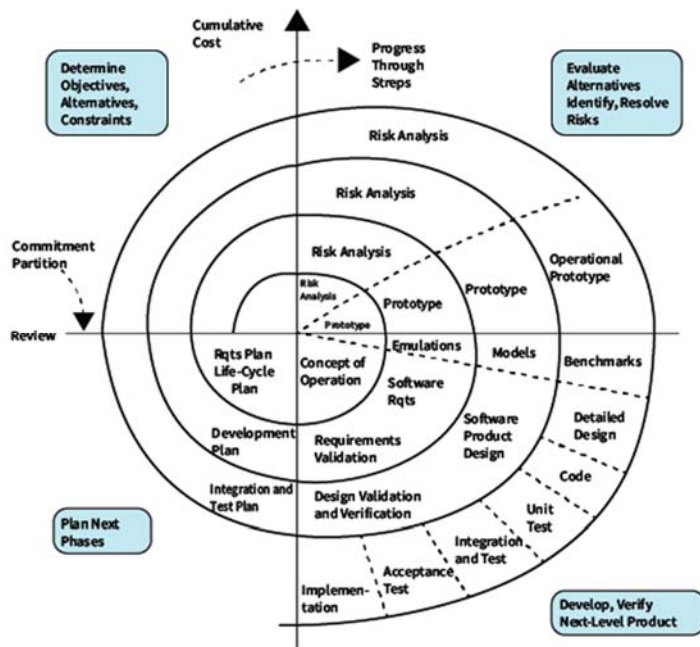 Cumulative
Cost
Progress
Through
Streps
Determine
Objectives,
Alternatives,
Constraints
Evaluate
Alternatives
Identify, Resolve
Risks
Risk Analysis
Risk Analysis
Risk Analysis
Risk
Analysis
Commitment
Partition
Operational
Prototype
Prototype
Prototype
Prototype
Review
Emulations
Models
Benchmarks
Rqts Plan
Life-Cycle
Plan
Concept of
Operation
Software
Rqts
Detailed
Design
Development
Plan
Requirements
Validation
Software
Product
Design
Code
Integration and
Test Plan
Design Validation
and Verification
Unit
Test
Plan Next
Phases
Integration
and Test
Acceptance
Test
Implemen-
tation
Develop, Verify
Next-Level Product